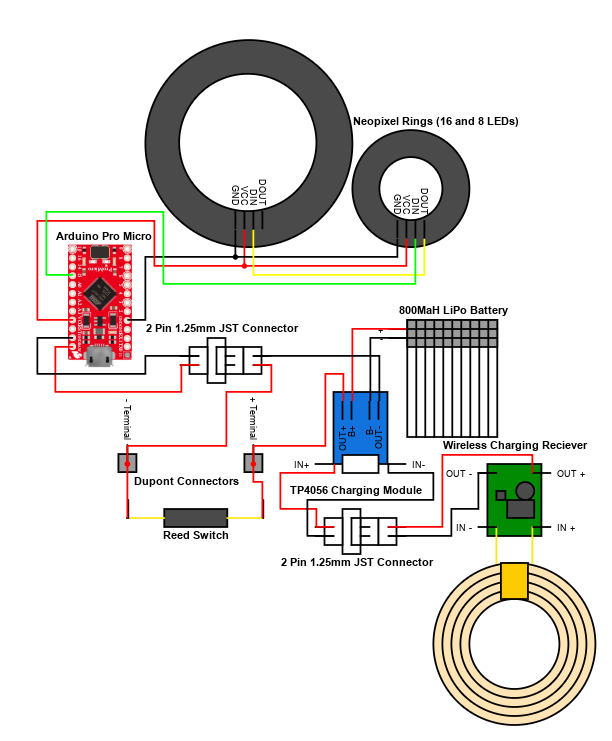 Neopixel Rings (16 and 8 LEDs)
GND
VCC
DIN
DOUT
GND
VCC
DIN
DOUT
Arduino Pro Micro
2 Pin 1.25mm JST Connector
800MaH LiPo Battery
+
-
- Terminal
+ Terminal
OUT+
B+
B-
OUT-
IN+
IN-
Wireless Charging Reciever
OUT -
OUT +
IN -
IN +
Dupont Connectors
TP4056 Charging Module
Reed Switch
2 Pin 1.25mm JST Connector